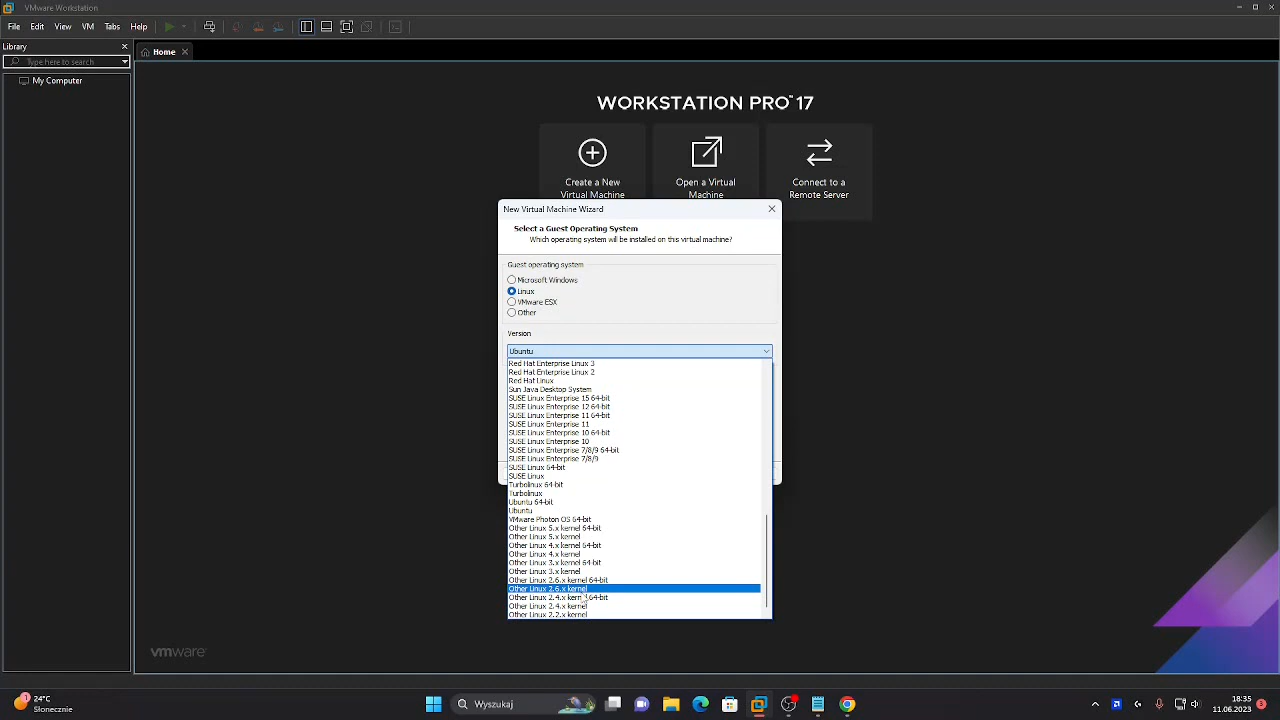 VMware Workstation
File Edit View VM Tabs Help
Library
Type here to search
My Computer
Home
WORKSTATION PRO™ 17
Create a New
Virtual Machine
Open a Virtual
Machine
Connect to a
Remote Server
New Virtual Machine Wizard
Select a Guest Operating System
Which operating system will be installed on this virtual machine?
Guest operating system
Microsoft Windows
Linux
VMware ESX
Other
Version
Ubuntu
Red Hat Enterprise Linux 3
Red Hat Enterprise Linux 2
Red Hat Linux
Sun Java Desktop System
SUSE Linux Enterprise 15 64-bit
SUSE Linux Enterprise 12 64-bit
SUSE Linux Enterprise 11 64-bit
SUSE Linux Enterprise 11
SUSE Linux Enterprise 10 64-bit
SUSE Linux Enterprise 10
SUSE Linux Enterprise 7/8/9 64-bit
SUSE Linux Enterprise 7/8/9
SUSE Linux 64-bit
SUSE Linux
Turbolinux 64-bit
Turbolinux
Ubuntu 64-bit
Ubuntu
VMware Photon OS 64-bit
Other Linux 5.x kernel 64-bit
Other Linux 5.x kernel
Other Linux 4.x kernel 64-bit
Other Linux 4.x kernel
Other Linux 3.x kernel 64-bit
Other Linux 3.x kernel
Other Linux 2.6.x kernel 64-bit
Other Linux 2.6.x kernel
Other Linux 2.4.x kernel 64-bit
Other Linux 2.4.x kernel
Other Linux 2.2.x kernel
vmware
1
24°C
Słonecznie
Wyszukaj
18:35
11.06.2023
3